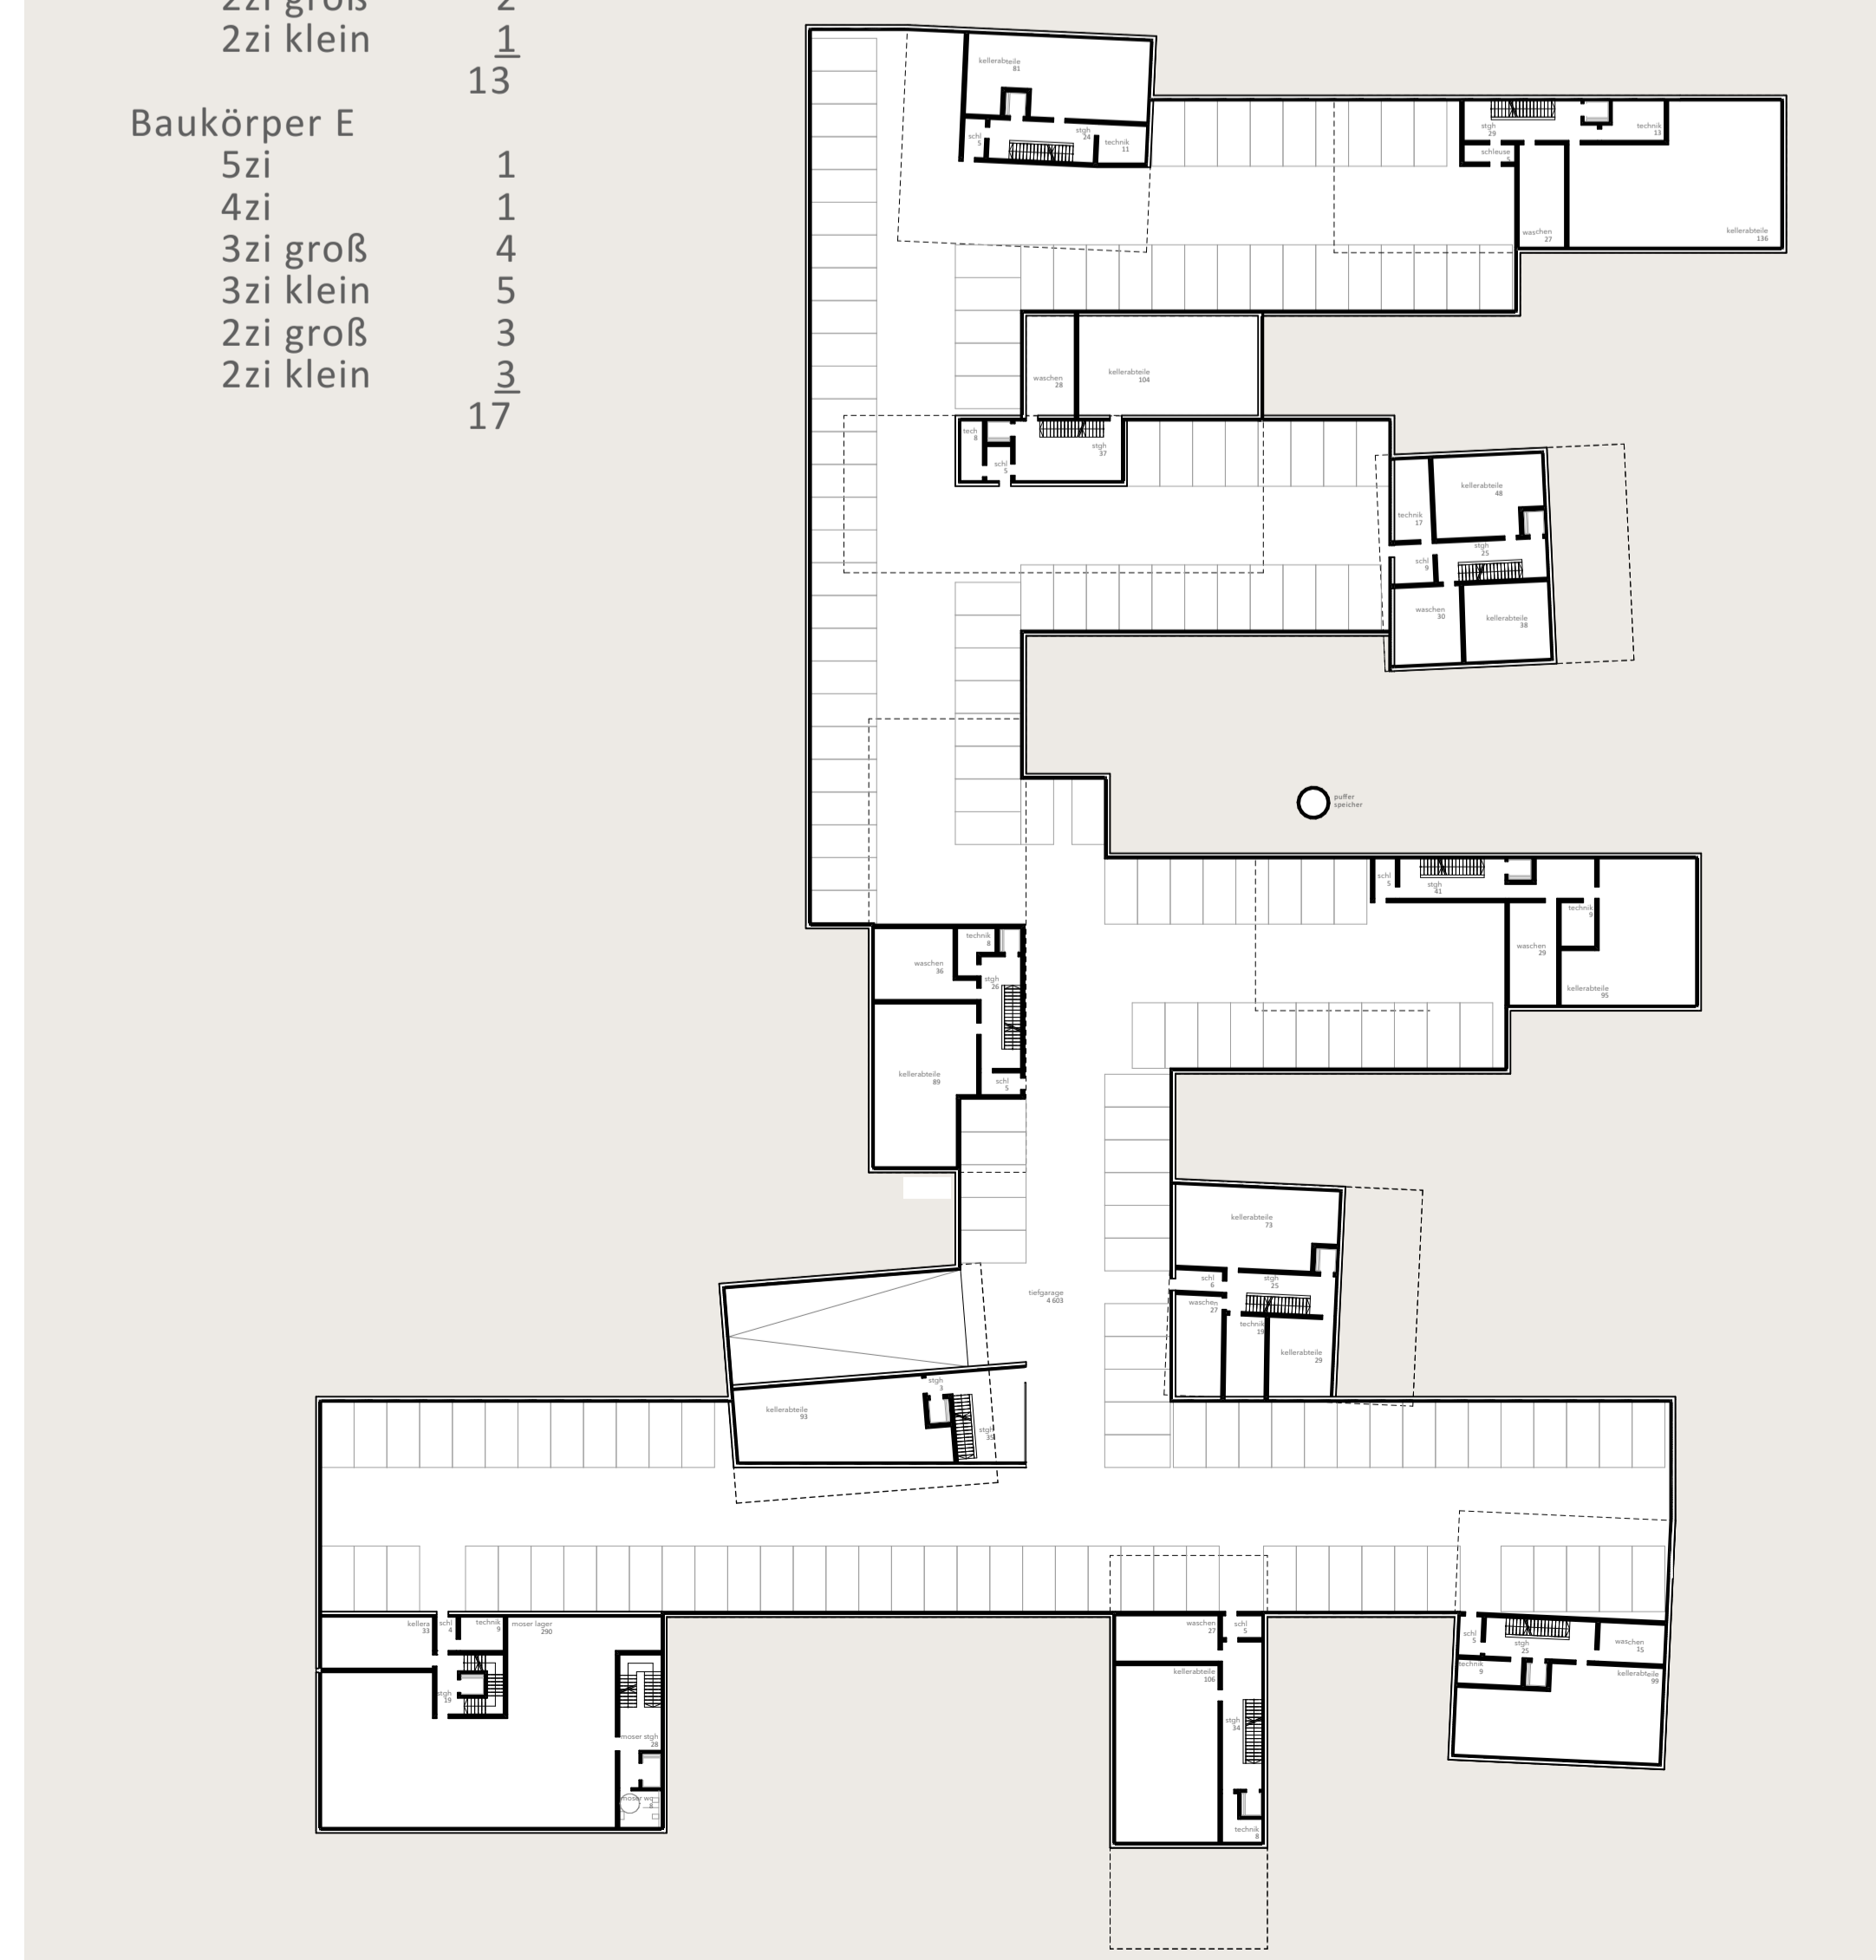 2zi groß 2
2zi klein 1
13
Baukörper E
5zi 1
4zi 1
3zi groß 4
3zi klein 5
2zi groß 3
2zi klein 3
17
kellerabteile
81
schl
5
stgh
24
technik
11
stgh
29
schleuse
5
technik
13
waschen
27
kellerabteile
136
waschen
28
kellerabteile
104
tech
8
schl
5
stgh
37
kellerabteile
48
technik
17
stgh
25
schl
9
waschen
30
kellerabteile
38
puffer
speicher
schl
5
stgh
41
technik
9
waschen
29
kellerabteile
95
waschen
36
technik
8
stgh
26
kellerabteile
89
schl
5
kellerabteile
73
schl
6
stgh
25
waschen
27
technik
19
kellerabteile
29
tiefgarage
4 603
stgh
3
kellerabteile
93
stgh
35
kellera
33
schl
4
technik
9
moser lager
290
stgh
19
moser stgh
28
moser wc
8
waschen
27
schl
5
kellerabteile
106
stgh
34
technik
8
schl
5
stgh
25
waschen
15
technik
9
kellerabteile
99